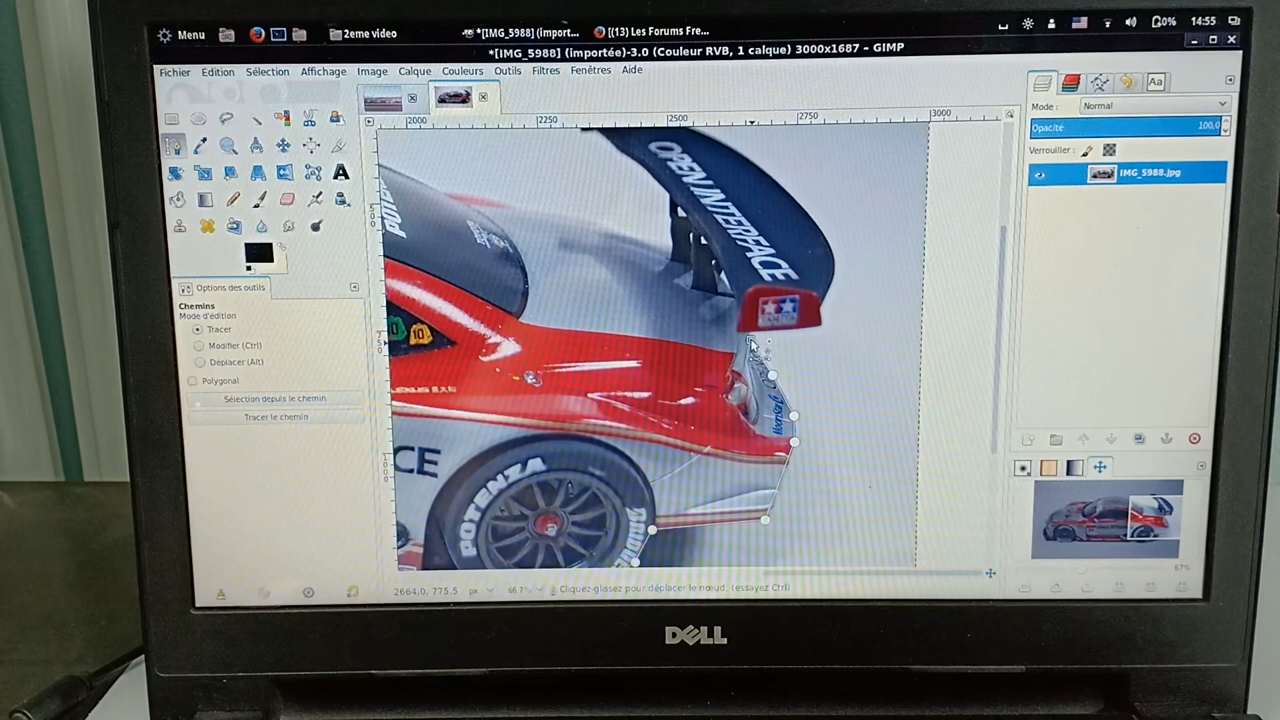 Menu
2eme video
*[IMG_5988] (import...
[(13) Les Forums Fre...
0%
14:55
*[IMG_5988] (importée)-3.0 (Couleur RVB, 1 calque) 3000x1687 – GIMP
Fichier Edition Sélection Affichage Image Calque Couleurs Outils Filtres Fenêtres Aide
2000 2250 2500 2750 3000
Mode : Normal
Opacité 100,0
Verrouiller :
IMG_5988.jpg
OPEN INTERFACE
TAMIYA
10
POTENZA
CE
Options des outils
Chemins
Mode d'édition
Tracer
Modifier (Ctrl)
Déplacer (Alt)
Polygonal
Sélection depuis le chemin
Tracer le chemin
67%
2664,0, 775,5 px 66,7% Cliquez-glissez pour déplacer le nœud. (essayez Ctrl)
DELL